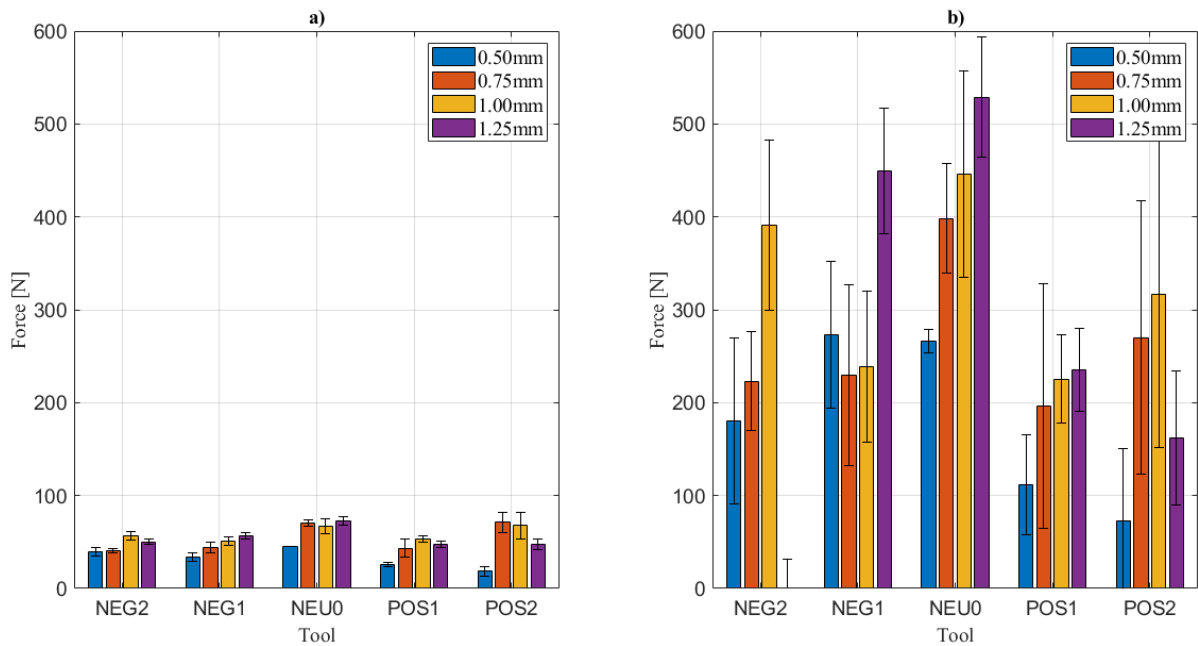 a)
600
500
400
300
200
100
0
Force [N]
0.50mm
0.75mm
1.00mm
1.25mm
NEG2 NEG1 NEU0 POS1 POS2
Tool
b)
600
500
400
300
200
100
0
Force [N]
0.50mm
0.75mm
1.00mm
1.25mm
NEG2 NEG1 NEU0 POS1 POS2
Tool